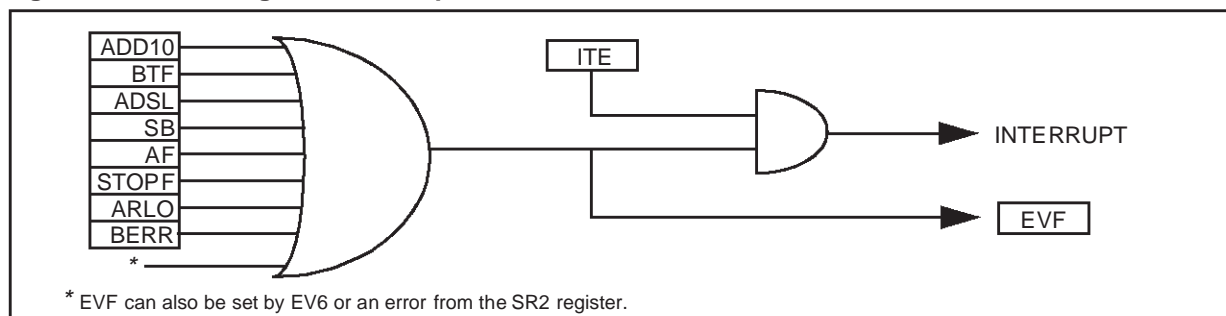 ADD10
BTF
ADSL
SB
AF
STOPF
ARLO
BERR
*
ITE
INTERRUPT
EVF
* EVF can also be set by EV6 or an error from the SR2 register.